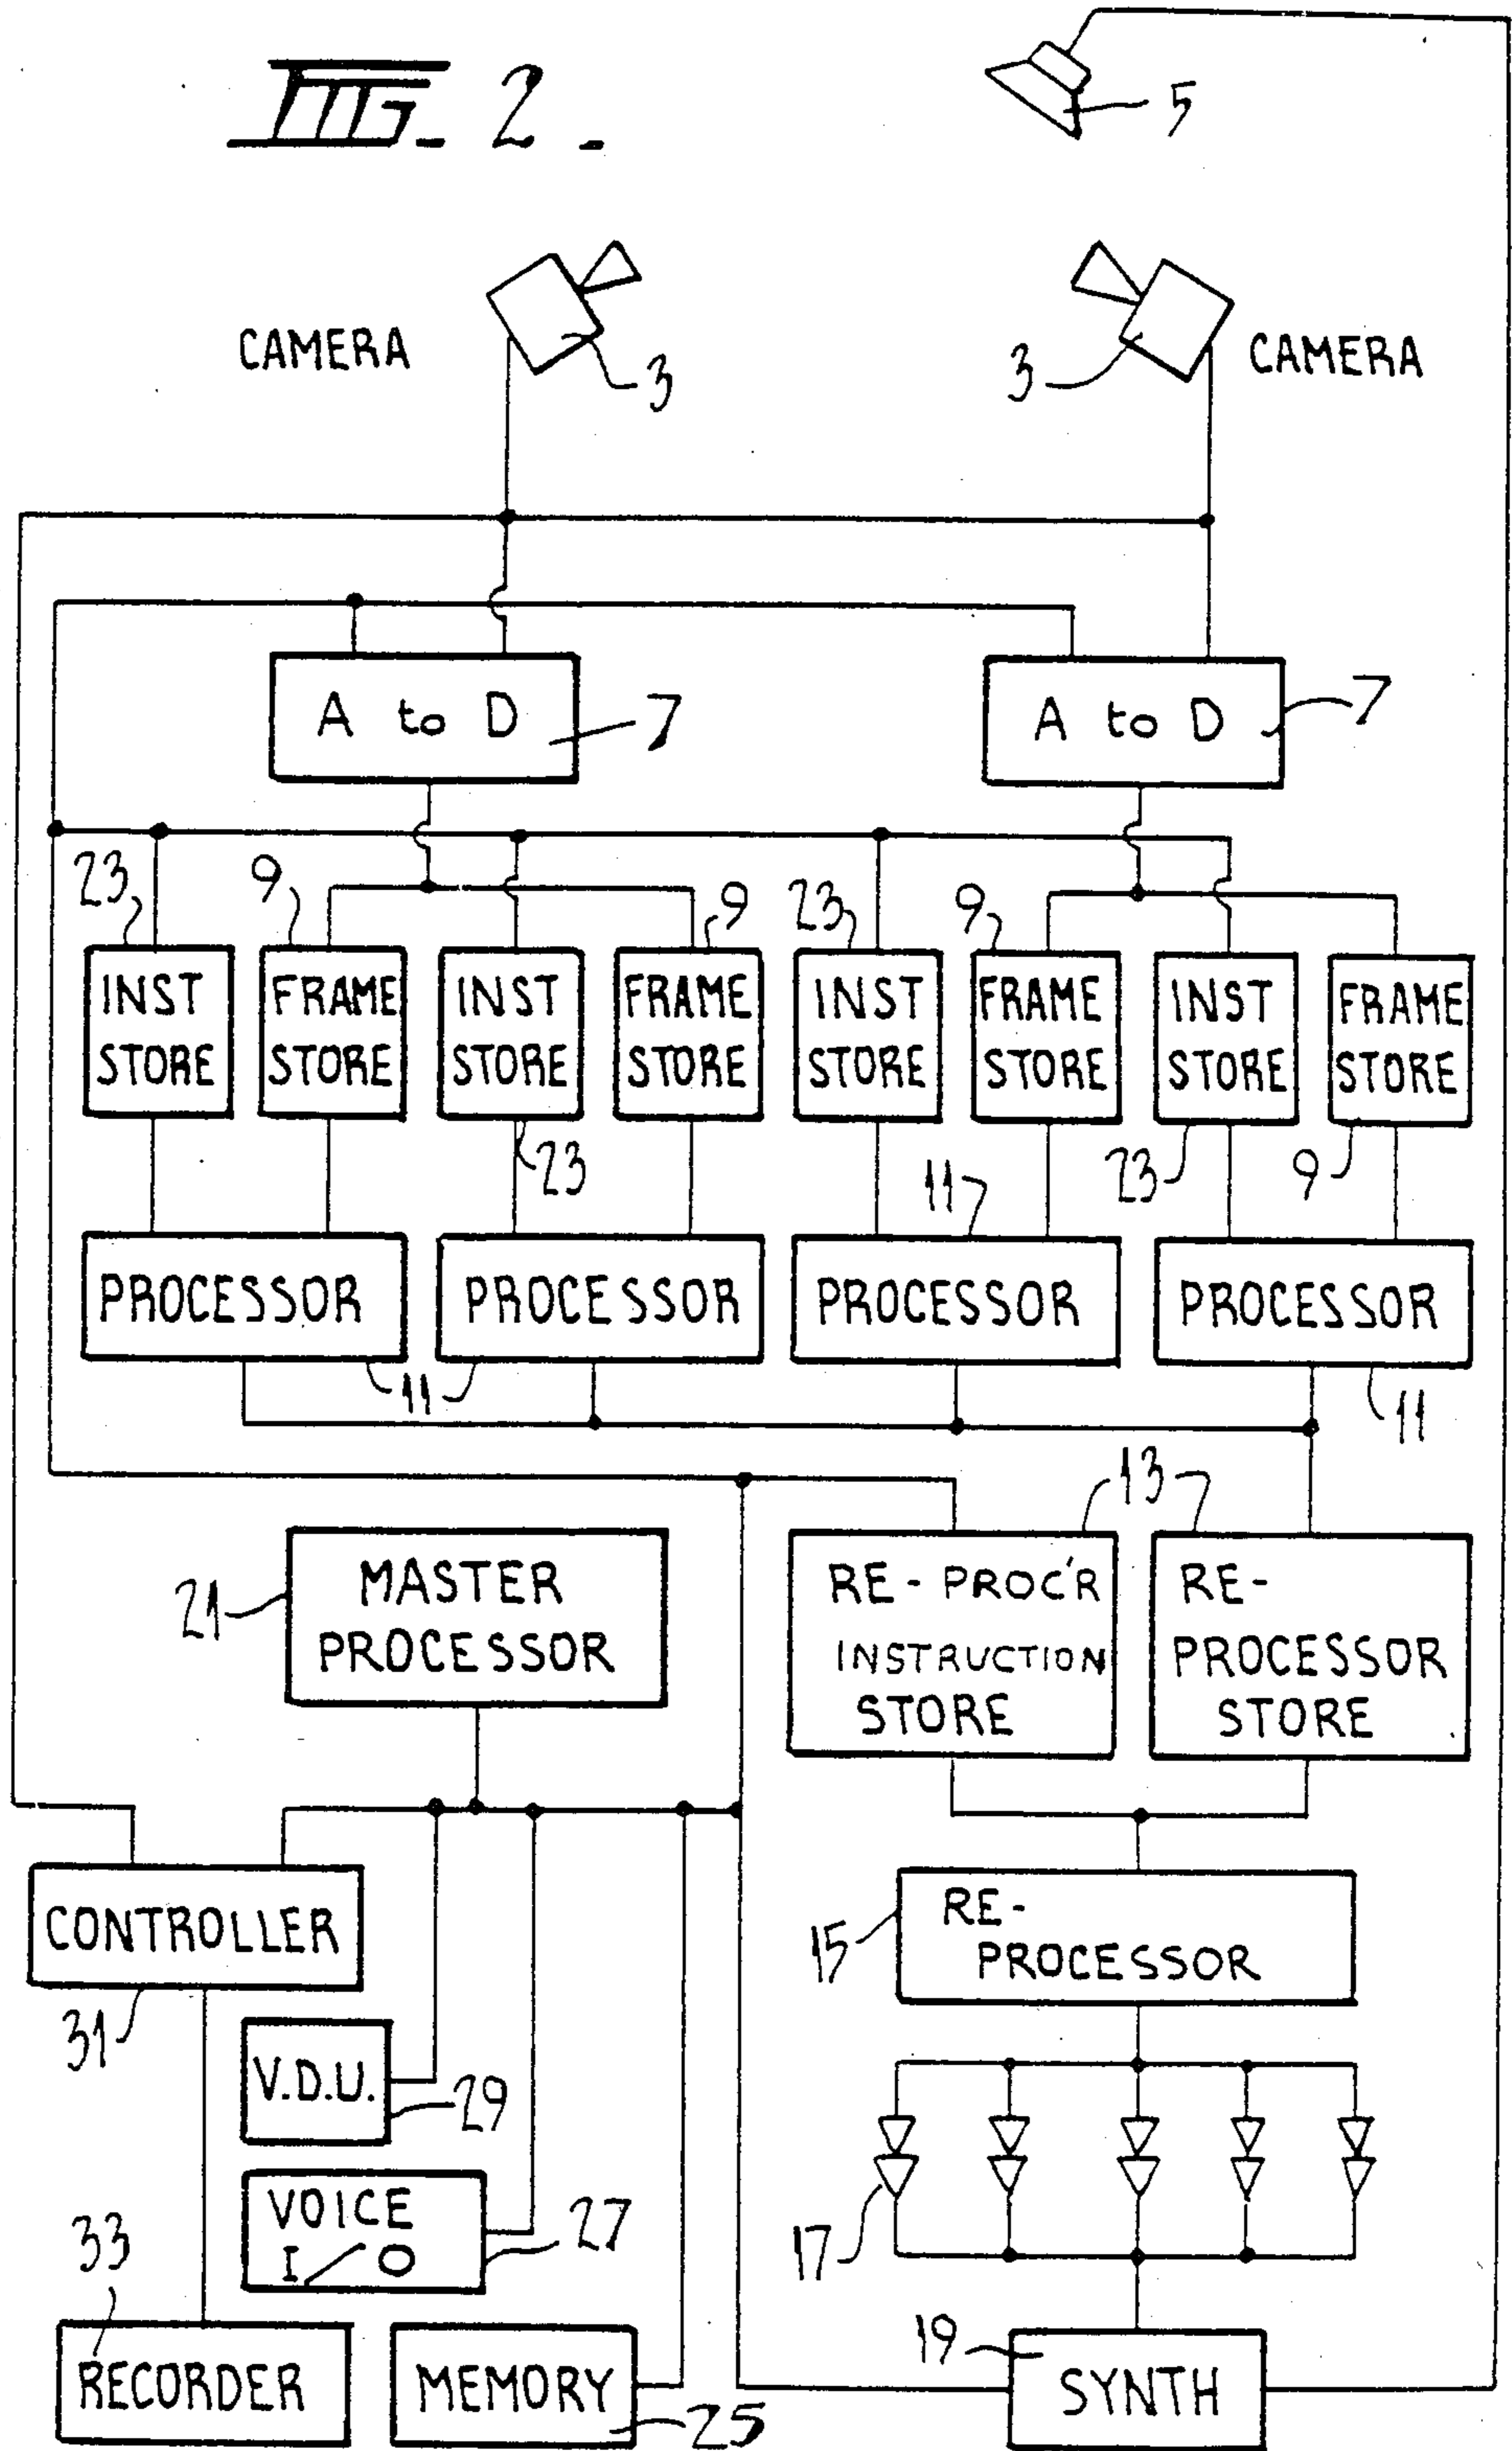 FIG. 2.
5
CAMERA
3
3
CAMERA
A to D
7
A to D
7
23
9
9
23
9
INST
STORE
FRAME
STORE
INST
STORE
FRAME
STORE
INST
STORE
FRAME
STORE
INST
STORE
FRAME
STORE
23
11
23
9
PROCESSOR
PROCESSOR
PROCESSOR
PROCESSOR
11
11
13
21
MASTER
PROCESSOR
RE-PROC'R
INSTRUCTION
STORE
RE-
PROCESSOR
STORE
CONTROLLER
31
15
RE-
PROCESSOR
V.D.U.
29
VOICE
I/O
27
17
33
RECORDER
MEMORY
25
19
SYNTH